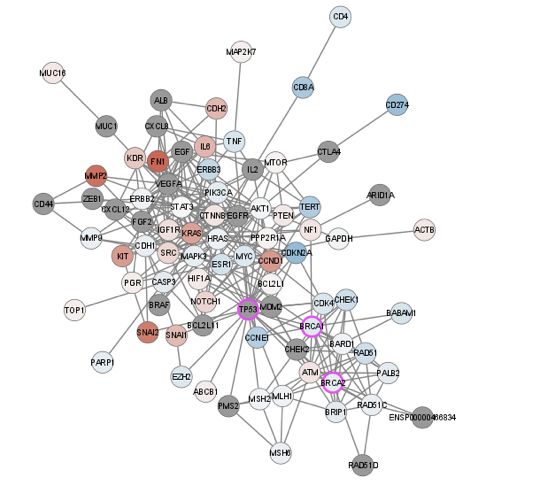 CD4
MAP2K7
MUC16
CD8A
CD274
ALB
CDH2
MUC1
CXCL8
TNF
IL6
EGF
CTLA4
KDR
FN1
ERBB3
IL2
MTOR
MMP2
VEGFA
ARID1A
CD44
ZEB1
ERBB2
PIK3CA
CXCL12
STAT3
AKT1
TERT
FGF2
CTNNB
EGFR
PTEN
IGF1R
KRAS
NF1
ACTB
MMP9
CDH1
HRAS
PPP2R1A
GAPDH
KIT
SRC
MAPK3
MYC
CDKN2A
ESR1
CCND1
PGR
CASP3
HIF1A
BCL2L1
BRAF
NOTCH1
CDK4
CHEK1
TOP1
TP53
MDM2
BABAM1
SNAI2
SNAI1
BCL2L11
BRCA1
CCNE1
BARD1
CHEK2
RAD51
PARP1
EZH2
ATM
PALB2
BRCA2
ABCB1
PMS2
MSH2
MLH1
RAD51C
BRIP1
ENSP00000466834
MSH6
RAD51D